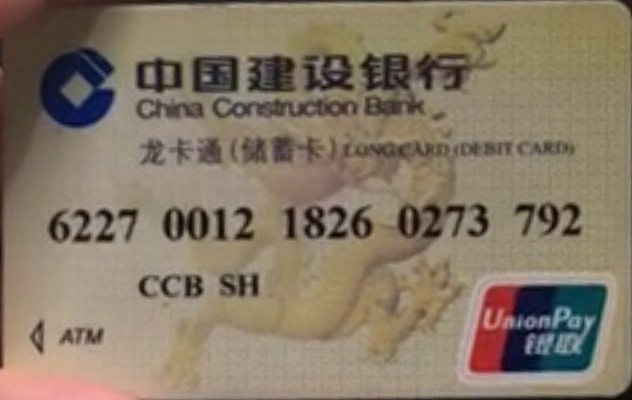 中国建设银行
China Construction Bank
龙卡通(储蓄卡) LONG CARD (DEBIT CARD)
6227 0012 1826 0273 792
CCB SH
ATM
UnionPay
银联